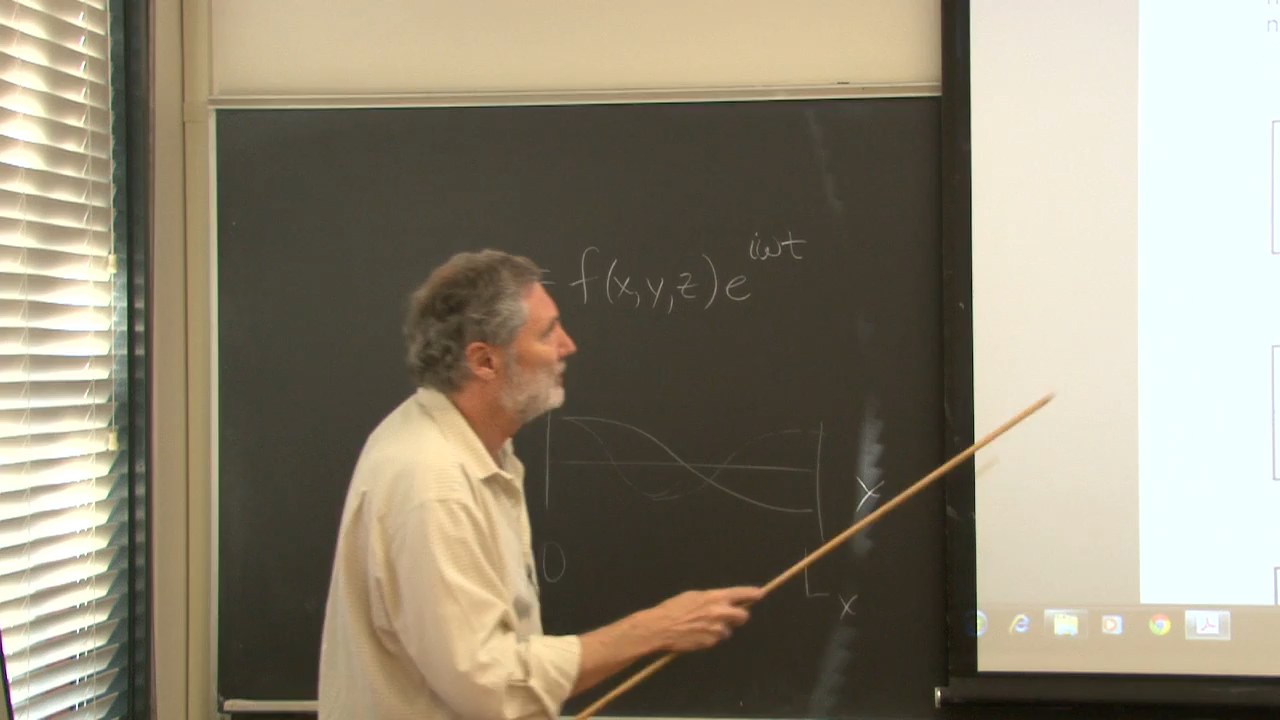 = f(x,y,z)e^{iωt}
Y
0 L x
n